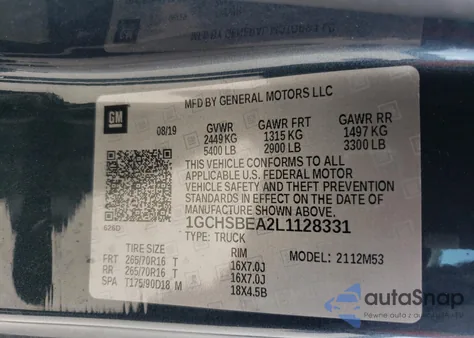 GM
MFD BY GENERAL MOTORS LLC
08/19 GVWR GAWR FRT GAWR RR
2449 KG 1315 KG 1497 KG
5400 LB 2900 LB 3300 LB
THIS VEHICLE CONFORMS TO ALL
APPLICABLE U.S. FEDERAL MOTOR
VEHICLE SAFETY AND THEFT PREVENTION
STANDARDS IN EFFECT ON THE DATE OF
MANUFACTURE SHOWN ABOVE.
1GCHSBEA2L1128331
TYPE: TRUCK
TIRE SIZE RIM MODEL: 2112M53
FRT 265/70R16 T 16X7.0J
RR 265/70R16 T 16X7.0J
SPA T175/90D18 M 18X4.5B
autoSnap
Pewne auto z aukcji